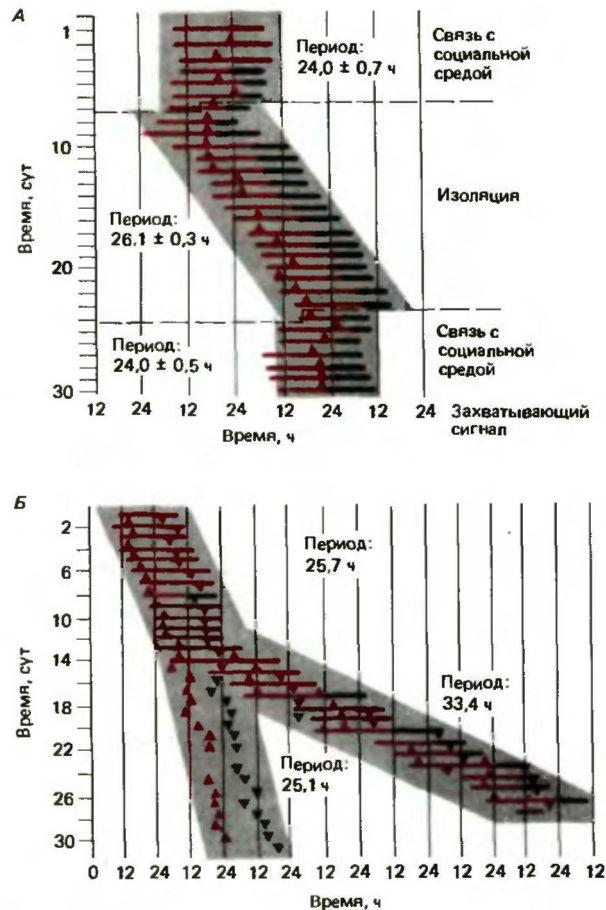 А
Время, сут
1
10
20
30
Период:
24,0 ± 0,7 ч
Связь с
социальной
средой
Период:
26.1 ± 0,3 ч
Изоляция
Период:
24,0 ± 0,5 ч
Связь с
социальной
средой
12 24 12 24 12 24 12 24
Захватывающий
сигнал
Время, ч
Б
Время, сут
2
6
10
14
18
22
26
30
Период:
25,7 ч
Период:
33,4 ч
Период:
25,1 ч
0 12 24 12 24 12 24 12 24 12 24 12 24 12 24 12
Время, ч